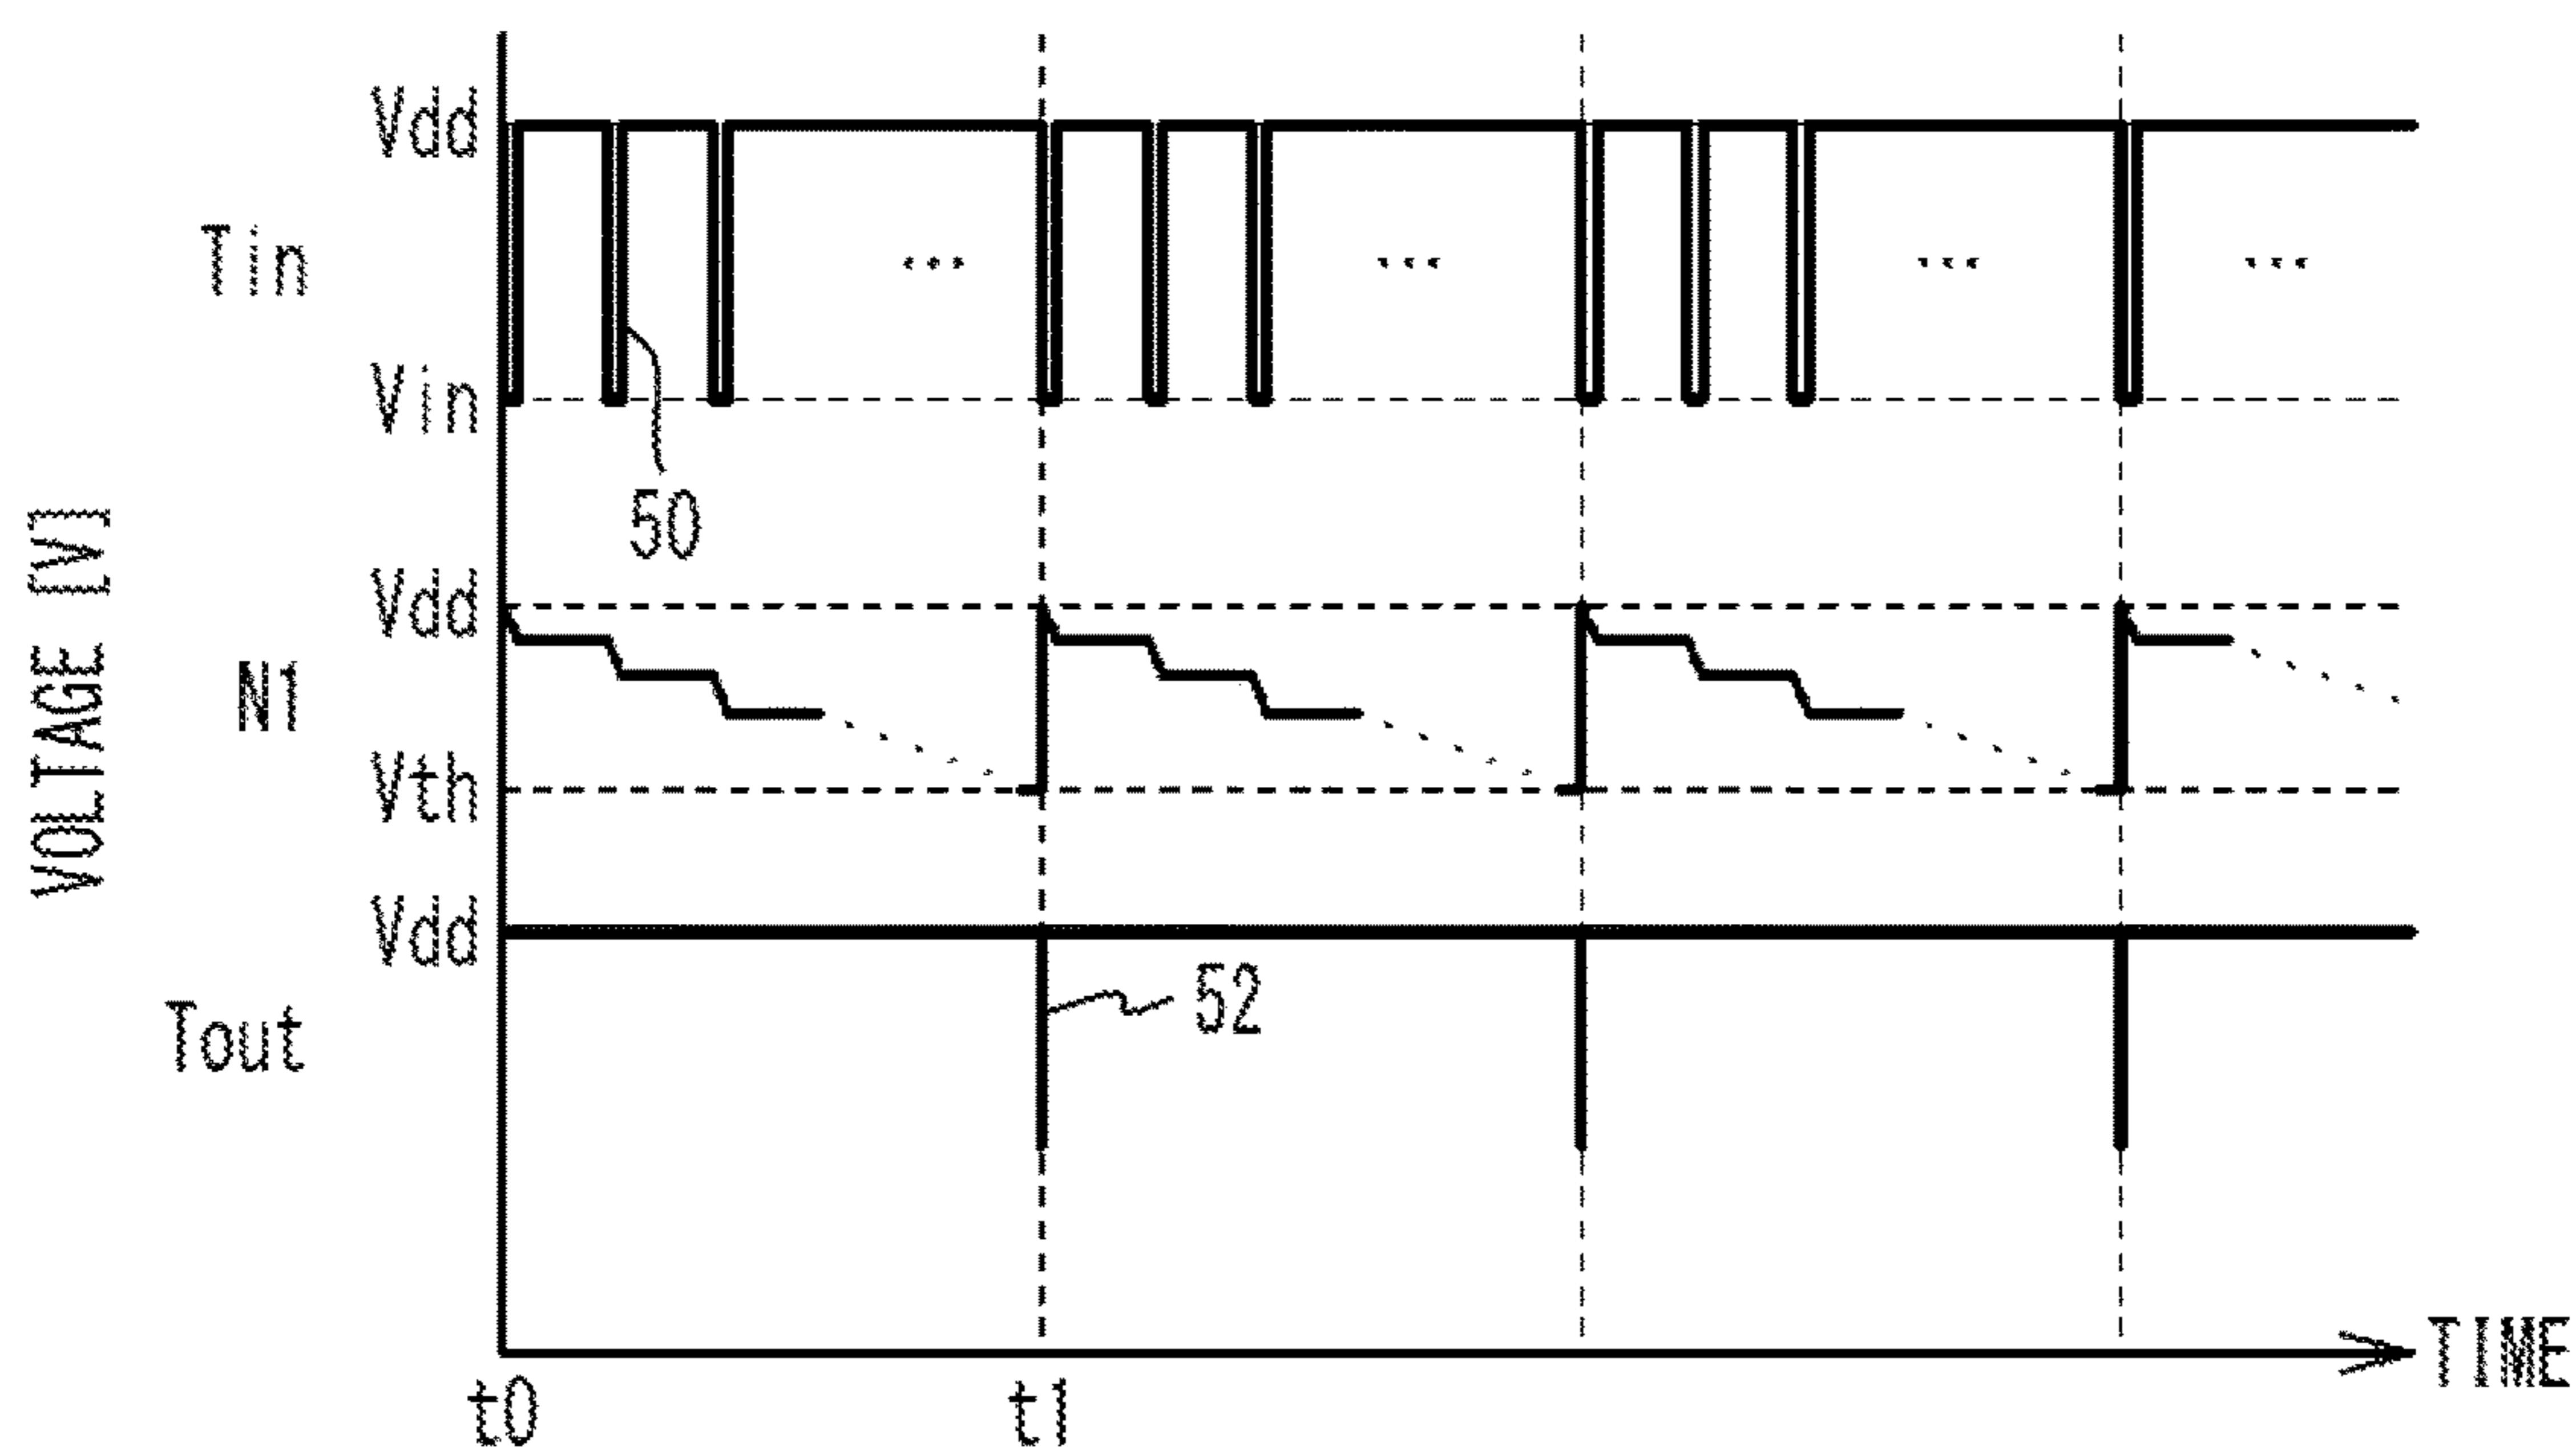 Vdd
Tin
...
...
...
...
Vin
50
VOLTAGE [V]
Vdd
N1
Vth
Vdd
Tout
52
TIME
t0
t1